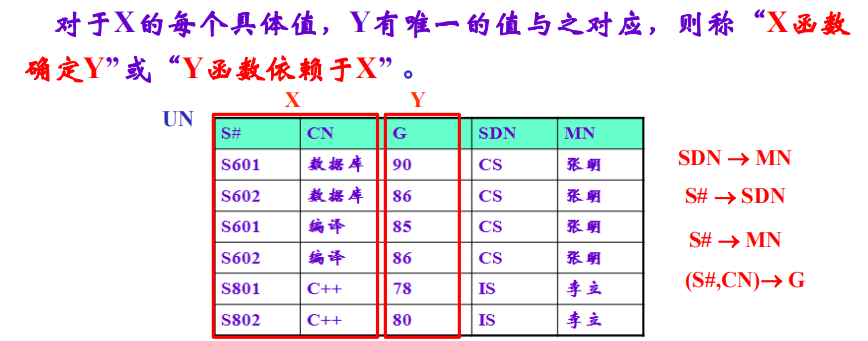 对于X的每个具体值，Y有唯一的值与之对应，则称“X函数
确定Y”或“Y函数依赖于X”。
X Y
UN
S# CN G SDN MN
S601 数据库 90 CS 张明
S602 数据库 86 CS 张明
S601 编译 85 CS 张明
S602 编译 86 CS 张明
S801 C++ 78 IS 李立
S802 C++ 80 IS 李立
SDN → MN
S# → SDN
S# → MN
(S#,CN)→ G